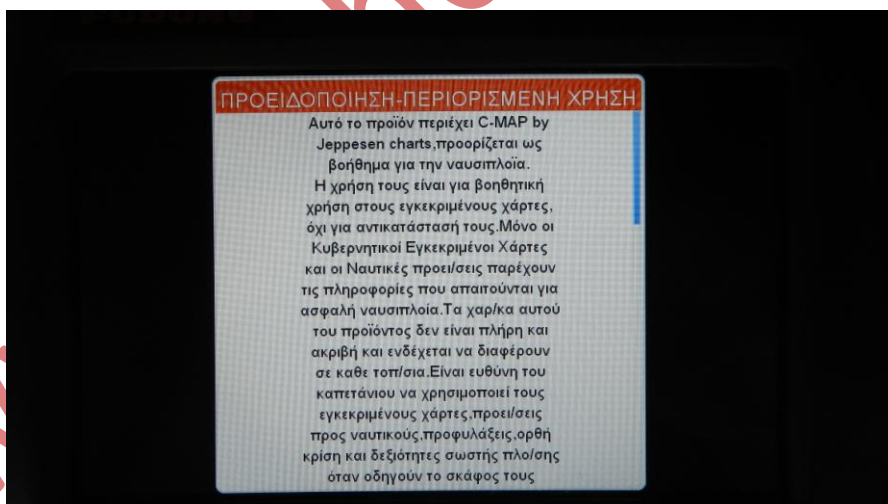 FURUNO
ΠΡΟΕΙΔΟΠΟΙΗΣΗ-ΠΕΡΙΟΡΙΣΜΕΝΗ ΧΡΗΣΗ
Αυτό το προϊόν περιέχει C-MAP by
Jeppesen charts,προορίζεται ως
βοήθημα για την ναυσιπλοϊα.
Η χρήση τους είναι για βοηθητική
χρήση στους εγκεκριμένους χάρτες,
όχι για αντικατάστασή τους.Μόνο οι
Κυβερνητικοί Εγκεκριμένοι Χάρτες
και οι Ναυτικές προει/σεις παρέχουν
τις πληροφορίες που απαιτούνται για
ασφαλή ναυσιπλοία.Τα χαρ/κα αυτού
του προϊόντος δεν είναι πλήρη και
ακριβή και ενδέχεται να διαφέρουν
σε καθε τοπ/σια.Είναι ευθύνη του
καπετάνιου να χρησιμοποιεί τους
εγκεκριμένους χάρτες,προει/σεις
προς ναυτικούς,προφυλάξεις,ορθή
κρίση και δεξιότητες σωστής πλο/σης
όταν οδηγούν το σκάφος τους